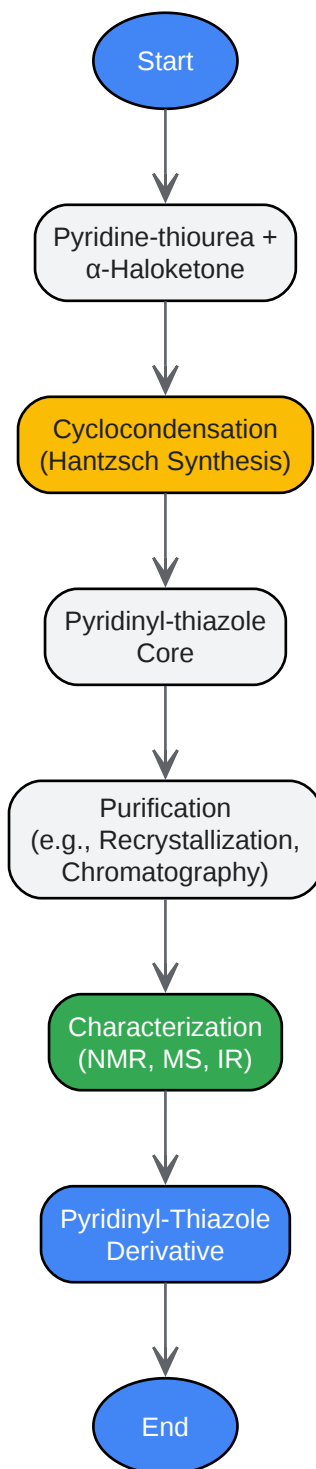 Start
Pyridine-thiourea +
α-Haloketone
Cyclocondensation
(Hantzsch Synthesis)
Pyridinyl-thiazole
Core
Purification
(e.g., Recrystallization,
Chromatography)
Characterization
(NMR, MS, IR)
Pyridinyl-Thiazole
Derivative
End